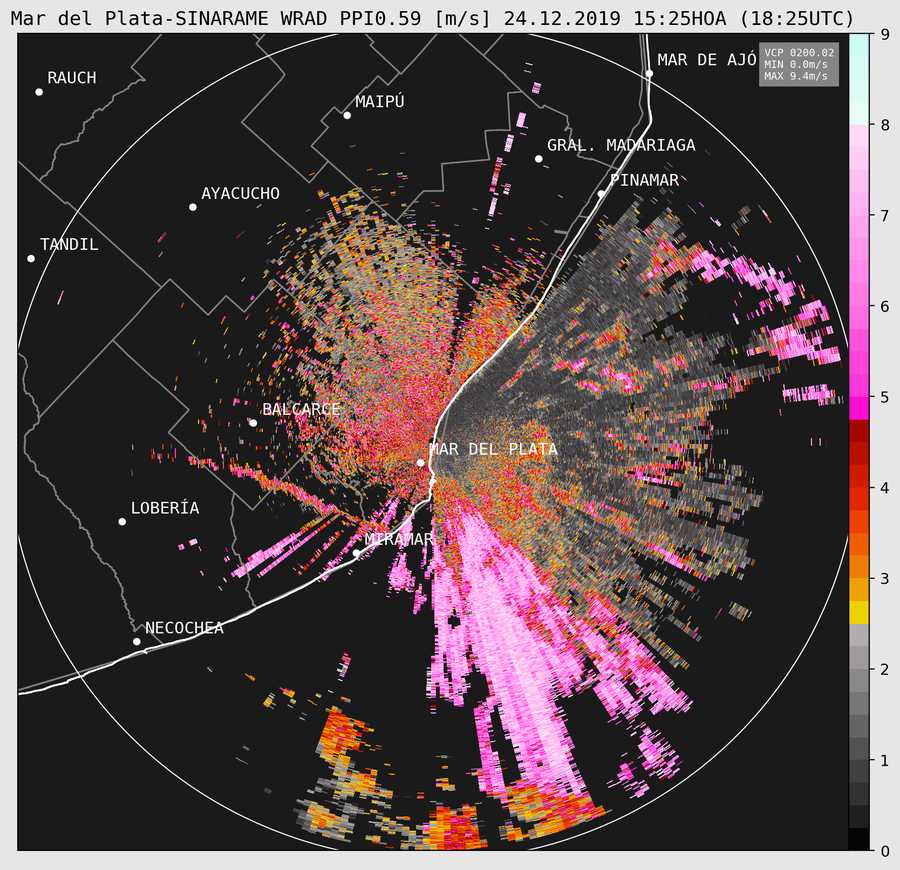 Mar del Plata-SINARAME WRAD PPI0.59 [m/s] 24.12.2019 15:25HOA (18:25UTC)
VCP 0200.02
MIN 0.0m/s
MAX 9.4m/s
MAR DE AJÓ
RAUCH
MAIPÚ
GRAL. MADARIAGA
PINAMAR
AYACUCHO
TANDIL
BALCARCE
MAR DEL PLATA
LOBERÍA
MIRAMAR
NECOCHEA
9
8
7
6
5
4
3
2
1
0